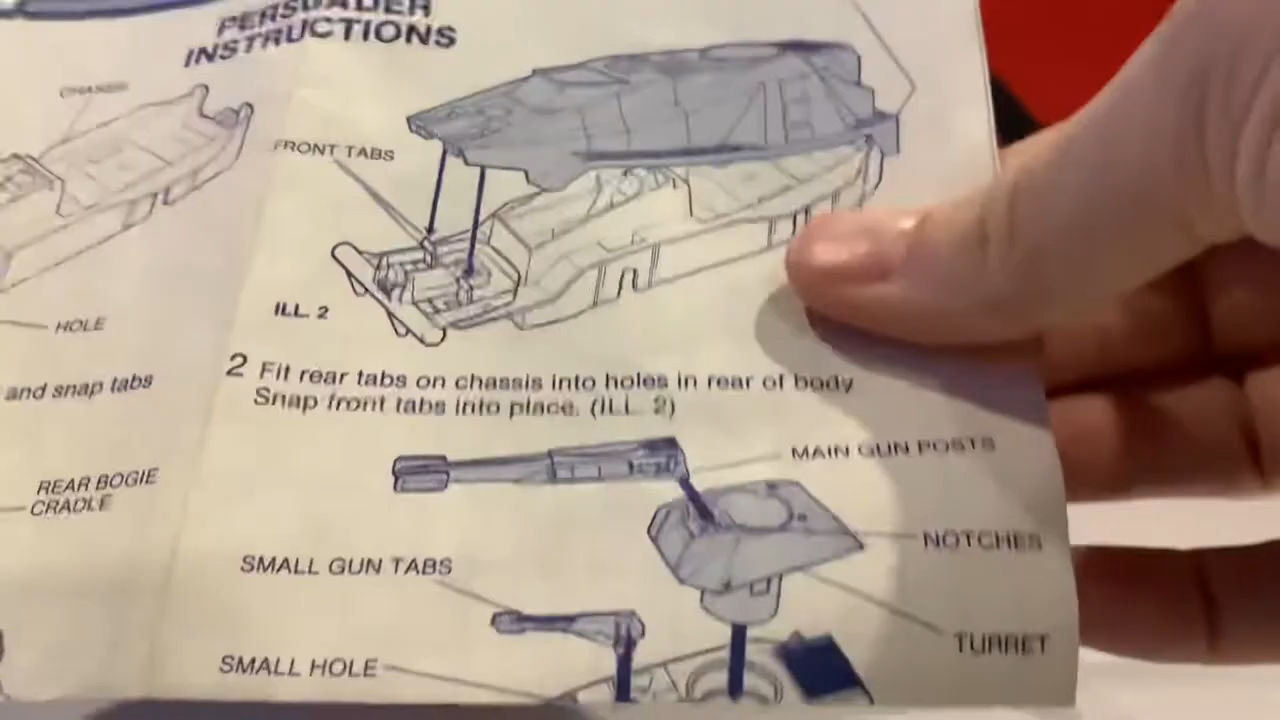 PERSUADER
INSTRUCTIONS
CHASSIS
FRONT TABS
HOLE
ILL. 2
and snap tabs
2 Fit rear tabs on chassis into holes in rear of body
Snap front tabs into place. (ILL. 2)
REAR BOGIE
CRADLE
MAIN GUN POSTS
NOTCHES
SMALL GUN TABS
TURRET
SMALL HOLE